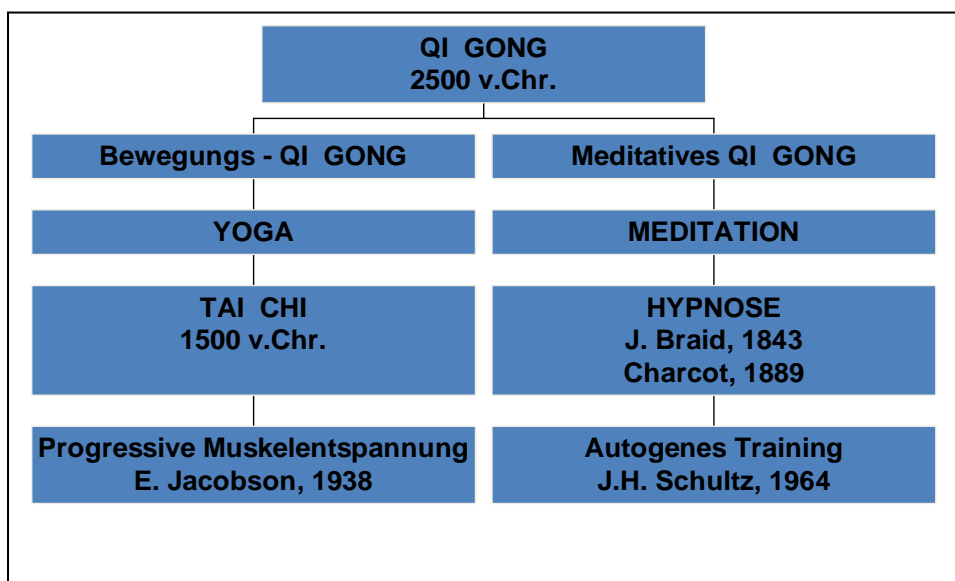 QI GONG
2500 v.Chr.
Bewegungs - QI GONG
Meditatives QI GONG
YOGA
MEDITATION
TAI CHI
1500 v.Chr.
HYPNOSE
J. Braid, 1843
Charcot, 1889
Progressive Muskelentspannung
E. Jacobson, 1938
Autogenes Training
J.H. Schultz, 1964